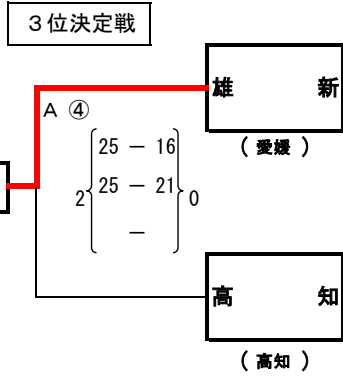 ３位決定戦
雄 新
( 愛媛 )
A ④
25 － 16
25 － 21
2 0
－
高 知
( 高知 )